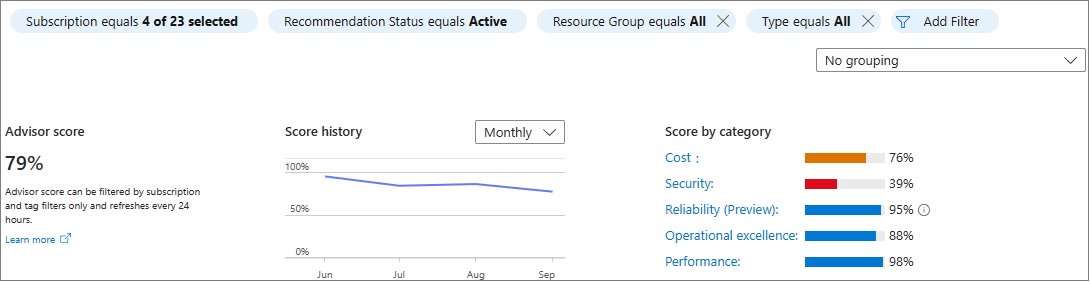 Subscription equals 4 of 23 selected
Recommendation Status equals Active
Resource Group equals All
Type equals All
Add Filter
No grouping
Advisor score
79%
Advisor score can be filtered by subscription
and tag filters only and refreshes every 24
hours.
Learn more
Score history
Monthly
100%
50%
0%
Jun Jul Aug Sep
Score by category
Cost : 76%
Security: 39%
Reliability (Preview): 95%
Operational excellence: 88%
Performance: 98%